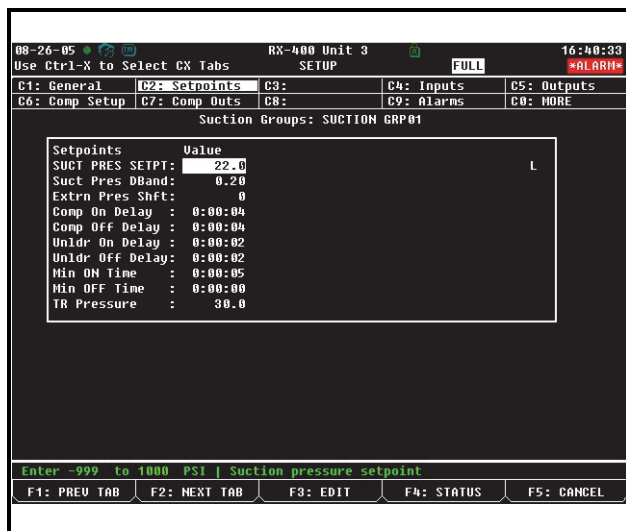 08-26-05 TM RX-400 Unit 3 16:40:33
Use Ctrl-X to Select CX Tabs SETUP FULL *ALARM*
C1: General C2: Setpoints C3: C4: Inputs C5: Outputs
C6: Comp Setup C7: Comp Outs C8: C9: Alarms C0: MORE
Suction Groups: SUCTION GRP01
Setpoints Value
SUCT PRES SETPT: 22.0 L
Suct Pres DBand: 0.20
Extrn Pres Shft: 0
Comp On Delay : 0:00:04
Comp Off Delay : 0:00:04
Unldr On Delay : 0:00:02
Unldr Off Delay: 0:00:02
Min ON Time : 0:00:05
Min OFF Time : 0:00:00
TR Pressure : 30.0
Enter -999 to 1000 PSI | Suction pressure setpoint
F1: PREV TAB F2: NEXT TAB F3: EDIT F4: STATUS F5: CANCEL